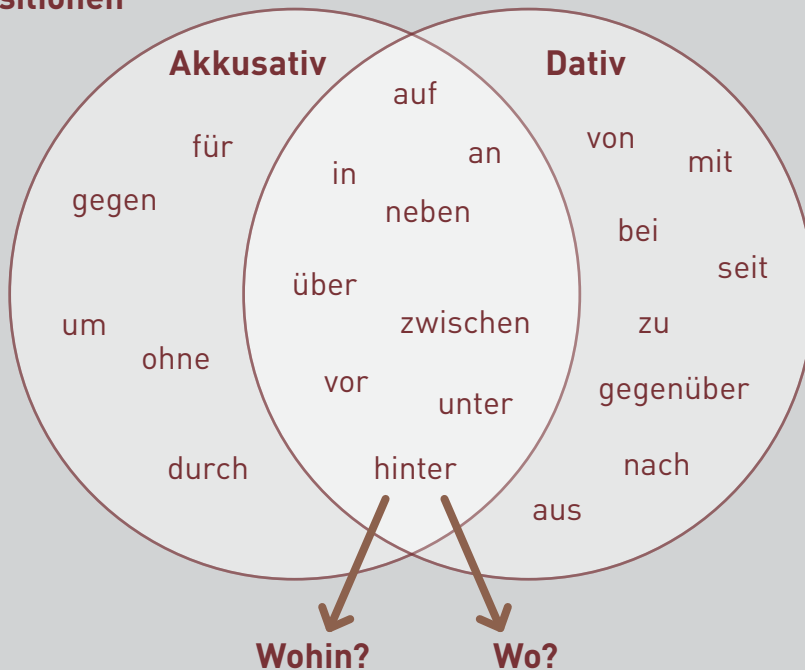 sitionen
Akkusativ
Dativ
auf
für
an
von
mit
in
gegen
neben
bei
seit
über
um
zwischen
zu
ohne
vor
unter
gegenüber
durch
hinter
nach
aus
Wohin?
Wo?